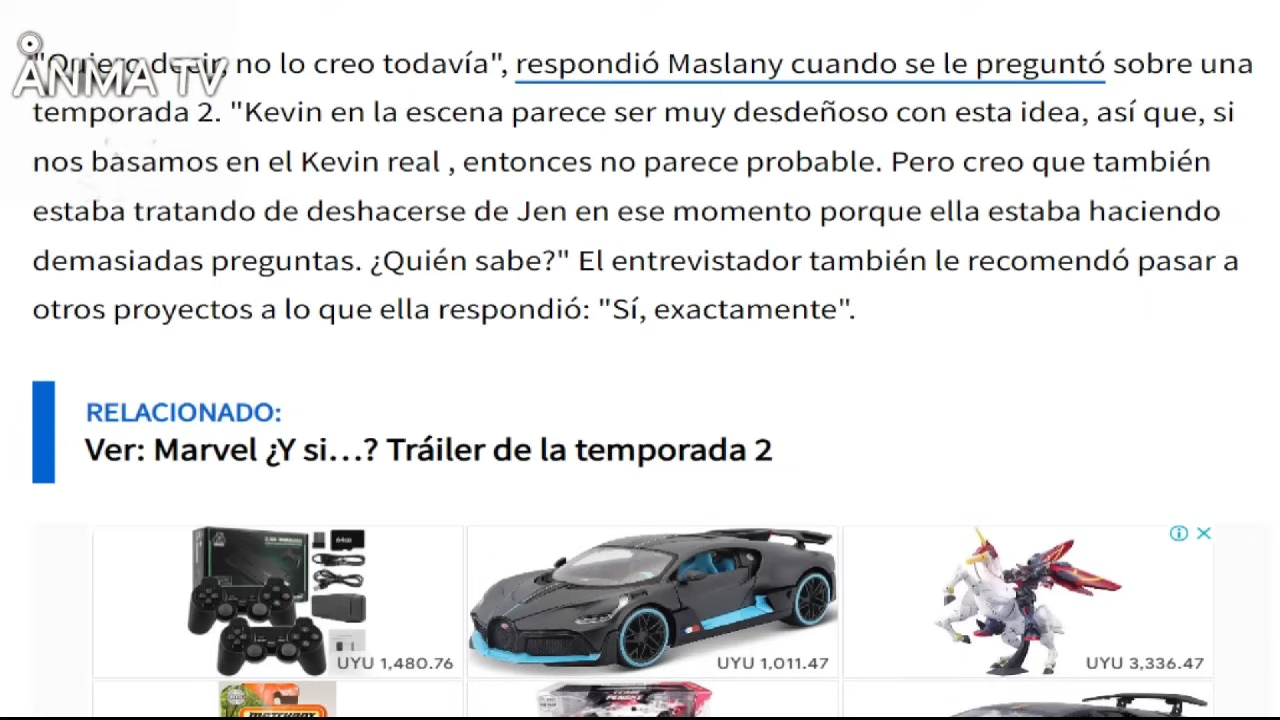 ANMA TV
"Quiero decir, no lo creo todavía", respondió Maslany cuando se le preguntó sobre una
temporada 2. "Kevin en la escena parece ser muy desdeñoso con esta idea, así que, si
nos basamos en el Kevin real , entonces no parece probable. Pero creo que también
estaba tratando de deshacerse de Jen en ese momento porque ella estaba haciendo
demasiadas preguntas. ¿Quién sabe?" El entrevistador también le recomendó pasar a
otros proyectos a lo que ella respondió: "Sí, exactamente".
RELACIONADO:
Ver: Marvel ¿Y si…? Tráiler de la temporada 2
64GB
UYU 1,480.76
UYU 1,011.47
UYU 3,336.47
MATCHBOX